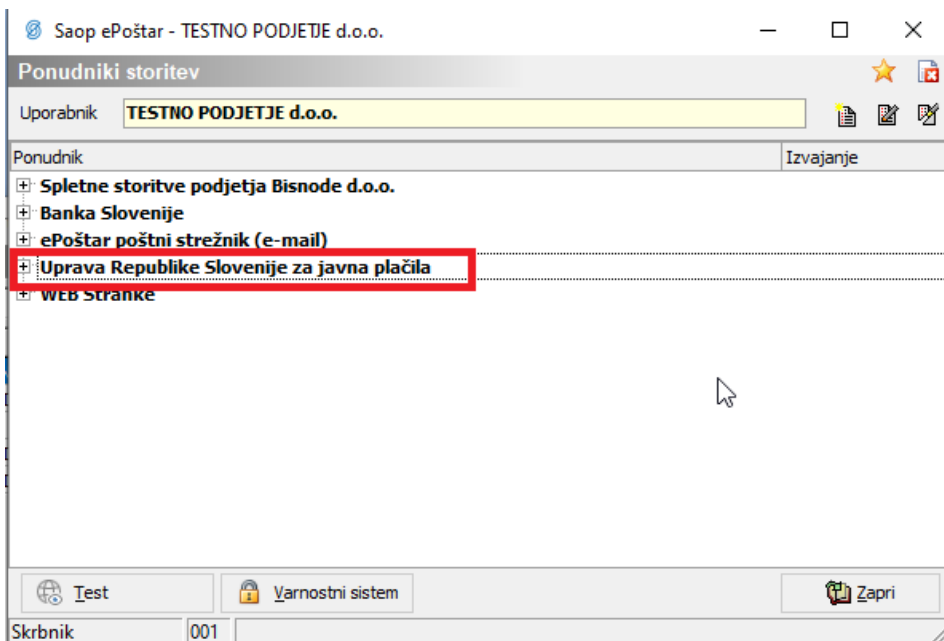 Saop ePoštar - TESTNO PODJETJE d.o.o.
Ponudniki storitev
Uporabnik TESTNO PODJETJE d.o.o.
Ponudnik Izvajanje
Spletne storitve podjetja Bisnode d.o.o.
Banka Slovenije
ePoštar poštni strežnik (e-mail)
Uprava Republike Slovenije za javna plačila
WEB Stranke
Test Varnostni sistem Zapri
Skrbnik 001